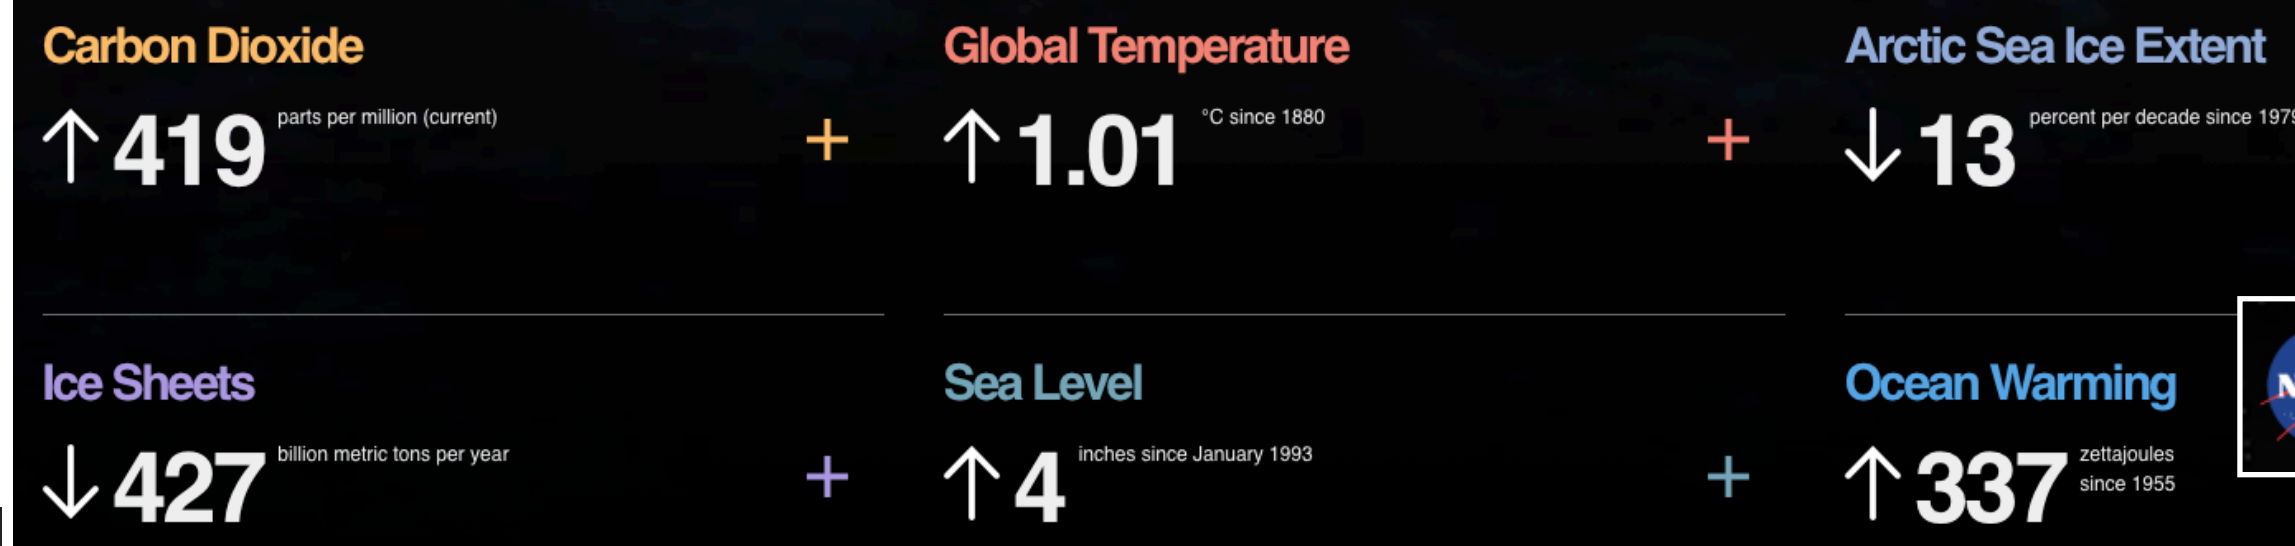 Carbon Dioxide
↑ 419 parts per million (current) +
Global Temperature
↑ 1.01 °C since 1880 +
Arctic Sea Ice Extent
↓ 13 percent per decade since 1979
Ice Sheets
↓ 427 billion metric tons per year +
Sea Level
↑ 4 inches since January 1993 +
Ocean Warming
↑ 337 zettajoules
since 1955